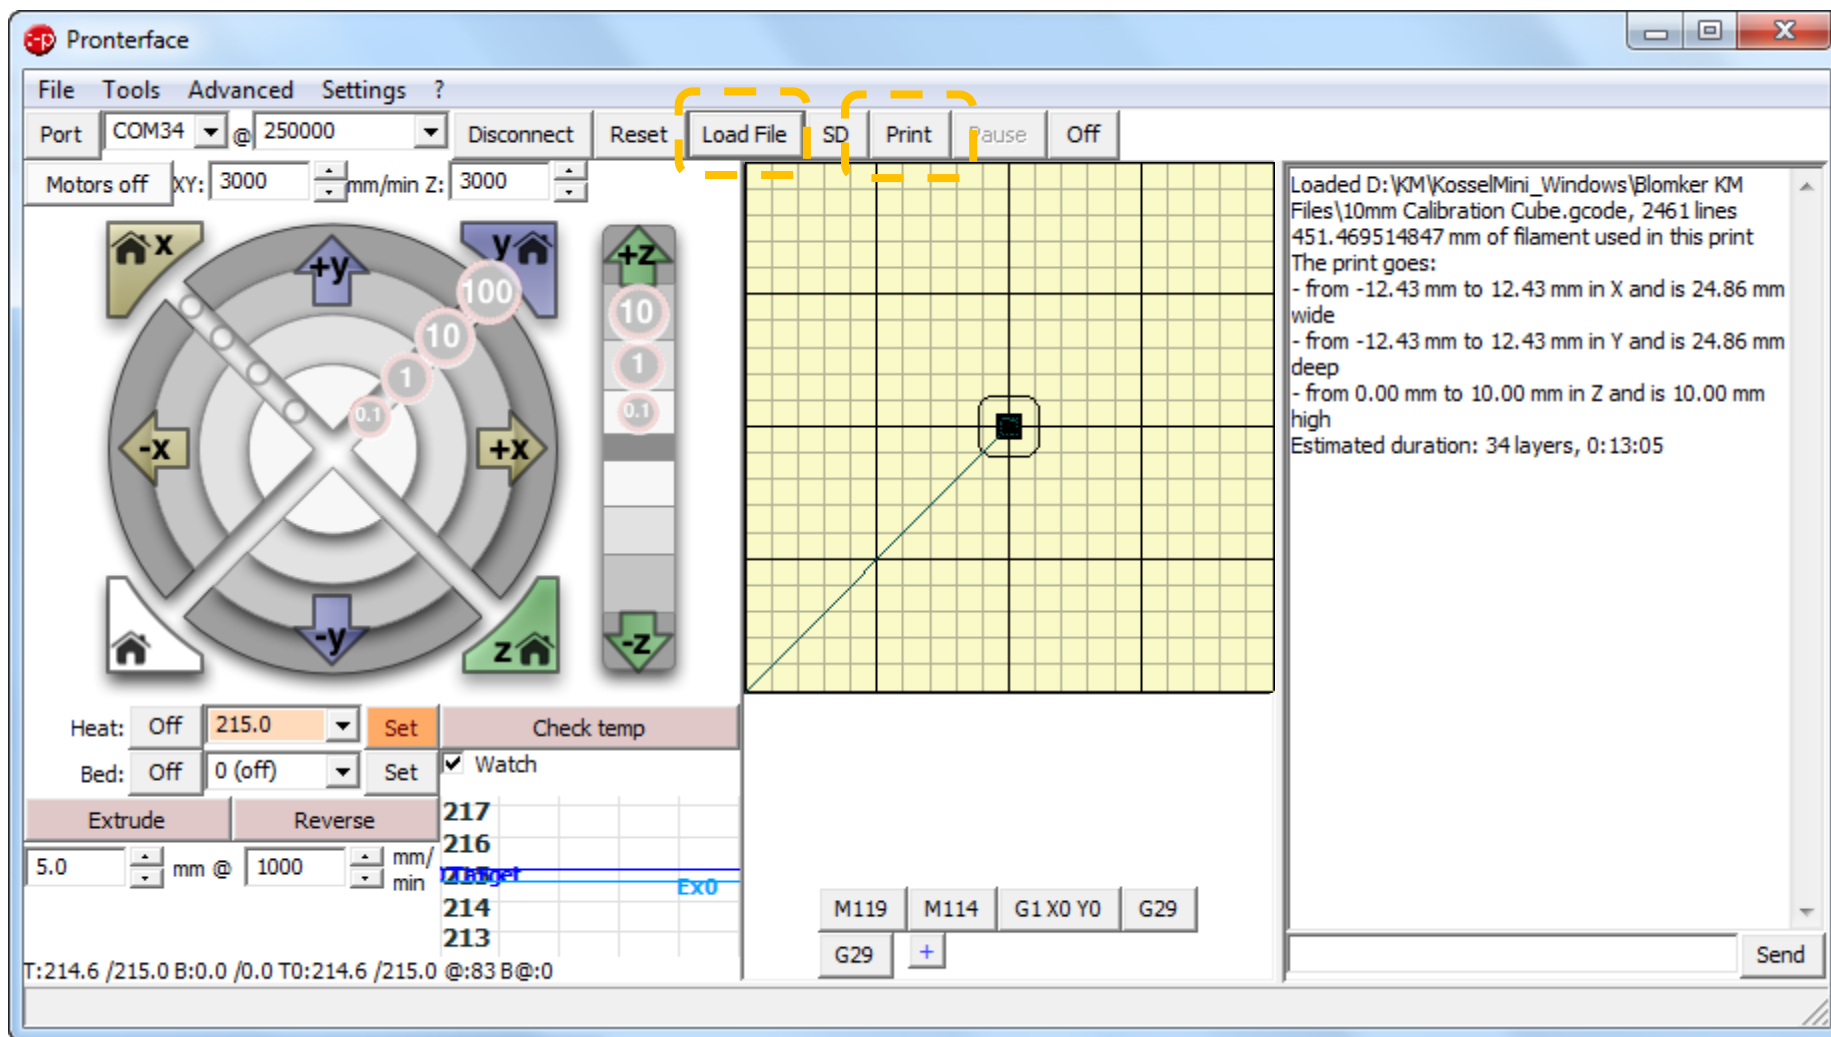 Pronterface
File Tools Advanced Settings ?
Port COM34 @ 250000 Disconnect Reset Load File SD Print Pause Off
Motors off XY: 3000 mm/min Z: 3000
x +y y +z
100
10 10
1 1
0.1 0.1
-x +x
-y z -z
Heat: Off 215.0 Set Check temp
Bed: Off 0 (off) Set Watch
Extrude Reverse
5.0 mm @ 1000 mm/
min
217
216
Target
Ex0
214
213
T:214.6 /215.0 B:0.0 /0.0 T0:214.6 /215.0 @:83 B@:0
M119 M114 G1 X0 Y0 G29
G29 +
Loaded D:\KM\KosselMini_Windows\Blomker KM
Files\10mm Calibration Cube.gcode, 2461 lines
451.469514847 mm of filament used in this print
The print goes:
- from -12.43 mm to 12.43 mm in X and is 24.86 mm
wide
- from -12.43 mm to 12.43 mm in Y and is 24.86 mm
deep
- from 0.00 mm to 10.00 mm in Z and is 10.00 mm
high
Estimated duration: 34 layers, 0:13:05
Send